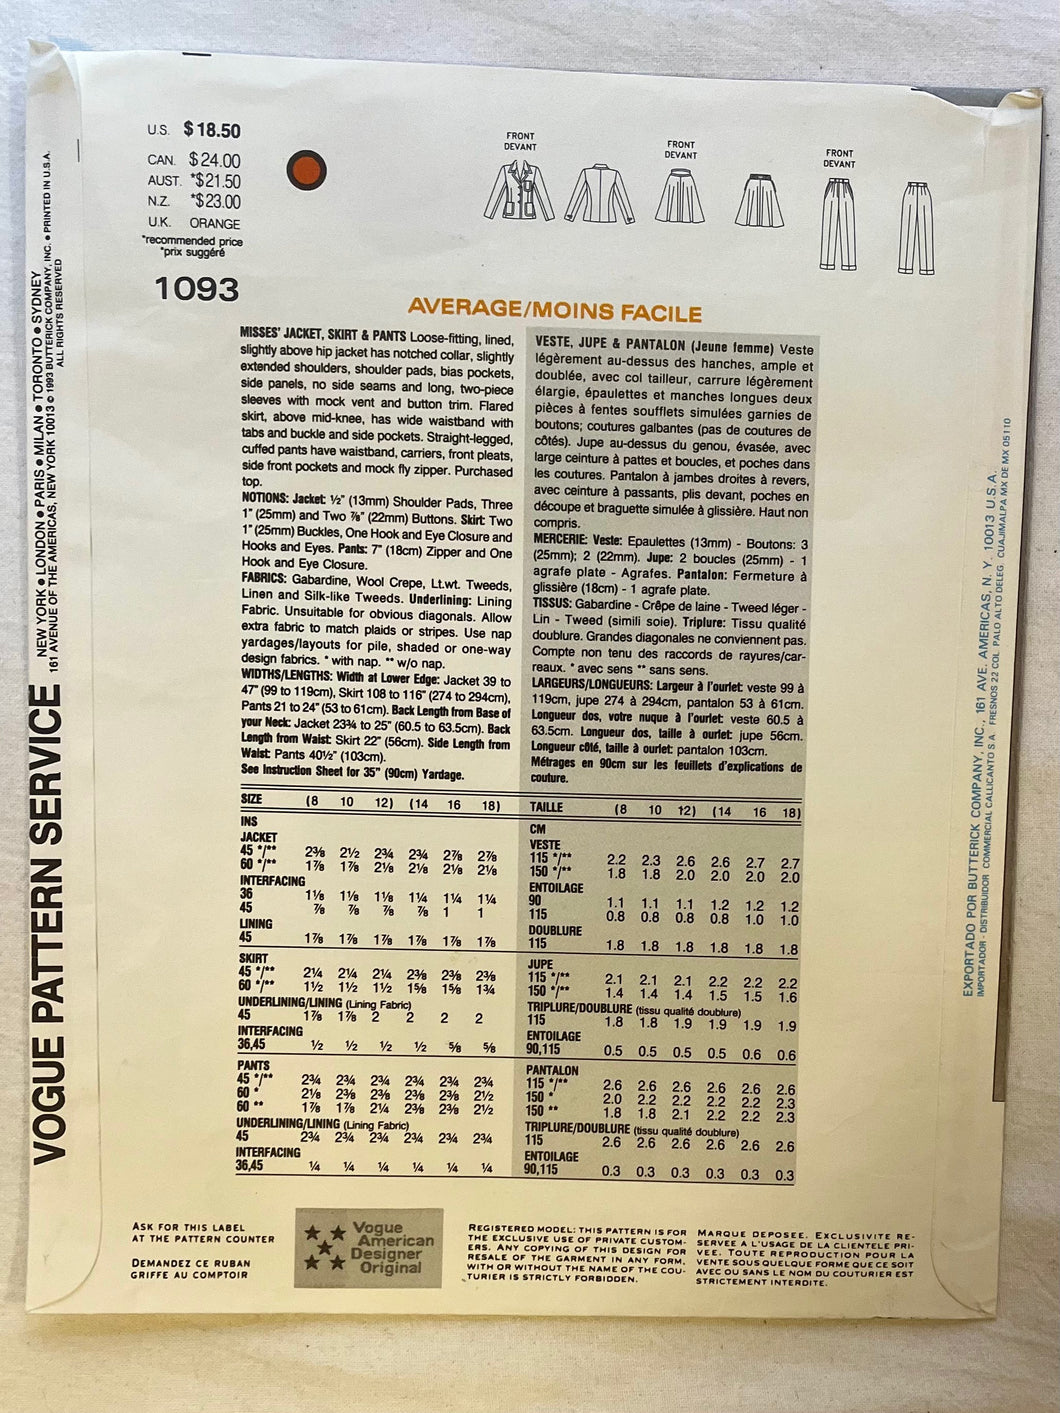 U.S. $18.50
CAN. $24.00
AUST. *$21.50
N.Z. *$23.00
U.K. ORANGE
*recommended price
*prix suggéré
1093
FRONT
DEVANT
FRONT
DEVANT
FRONT
DEVANT
AVERAGE/MOINS FACILE
MISSES' JACKET, SKIRT & PANTS Loose-fitting, lined,
slightly above hip jacket has notched collar, slightly
extended shoulders, shoulder pads, bias pockets,
side panels, no side seams and long, two-piece
sleeves with mock vent and button trim. Flared
skirt, above mid-knee, has wide waistband with
tabs and buckle and side pockets. Straight-legged,
cuffed pants have waistband, carriers, front pleats,
side front pockets and mock fly zipper. Purchased
top.
NOTIONS: Jacket: ½" (13mm) Shoulder Pads, Three
1" (25mm) and Two ⅞" (22mm) Buttons. Skirt: Two
1" (25mm) Buckles, One Hook and Eye Closure and
Hooks and Eyes. Pants: 7" (18cm) Zipper and One
Hook and Eye Closure.
FABRICS: Gabardine, Wool Crepe, Lt.wt. Tweeds,
Linen and Silk-like Tweeds. Underlining: Lining
Fabric. Unsuitable for obvious diagonals. Allow
extra fabric to match plaids or stripes. Use nap
yardages/layouts for pile, shaded or one-way
design fabrics. * with nap. ** w/o nap.
WIDTHS/LENGTHS: Width at Lower Edge: Jacket 39 to
47" (99 to 119cm), Skirt 108 to 116" (274 to 294cm),
Pants 21 to 24" (53 to 61cm). Back Length from Base of
your Neck: Jacket 23¾ to 25" (60.5 to 63.5cm). Back
Length from Waist: Skirt 22" (56cm). Side Length from
Waist: Pants 40½" (103cm).
See Instruction Sheet for 35" (90cm) Yardage.
VESTE, JUPE & PANTALON (Jeune femme) Veste
légèrement au-dessus des hanches, ample et
doublée, avec col tailleur, carrure légèrement
élargie, épaulettes et manches longues deux
pièces à fentes soufflets simulées garnies de
boutons; coutures galbantes (pas de coutures de
côtés). Jupe au-dessus du genou, évasée, avec
large ceinture à pattes et boucles, et poches dans
les coutures. Pantalon à jambes droites à revers,
avec ceinture à passants, plis devant, poches en
découpe et braguette simulée à glissière. Haut non
compris.
MERCERIE: Veste: Epaulettes (13mm) - Boutons: 3
(25mm); 2 (22mm). Jupe: 2 boucles (25mm) - 1
agrafe plate - Agrafes. Pantalon: Fermeture à
glissière (18cm) - 1 agrafe plate.
TISSUS: Gabardine - Crêpe de laine - Tweed léger -
Lin - Tweed (simili soie). Triplure: Tissu qualité
doublure. Grandes diagonales ne conviennent pas.
Compte non tenu des raccords de rayures/car-
reaux. * avec sens ** sans sens.
LARGEURS/LONGUEURS: Largeur à l'ourlet: veste 99 à
119cm, jupe 274 à 294cm, pantalon 53 à 61cm.
Longueur dos, votre nuque à l'ourlet: veste 60.5 à
63.5cm. Longueur dos, taille à ourlet: jupe 56cm.
Longueur côté, taille à ourlet: pantalon 103cm.
Métrages en 90cm sur les feuillets d'explications de
couture.
SIZE (8 10 12) (14 16 18)
INS
JACKET
45 */** 2⅜ 2½ 2¾ 2¾ 2⅞ 2⅞
60 */** 1⅞ 1⅞ 2⅛ 2⅛ 2⅛ 2⅛
INTERFACING
36 1⅛ 1⅛ 1⅛ 1¼ 1¼ 1¼
45 ⅞ ⅞ ⅞ ⅞ 1 1
LINING
45 1⅞ 1⅞ 1⅞ 1⅞ 1⅞ 1⅞
SKIRT
45 */** 2¼ 2¼ 2¼ 2⅜ 2⅜ 2⅜
60 */** 1½ 1½ 1½ 1⅝ 1⅝ 1¾
UNDERLINING/LINING (Lining Fabric)
45 1⅞ 1⅞ 2 2 2 2
INTERFACING
36,45 ½ ½ ½ ½ ⅝ ⅝
PANTS
45 */** 2¾ 2¾ 2¾ 2¾ 2¾ 2¾
60 * 2⅛ 2⅜ 2⅜ 2⅜ 2⅜ 2½
60 ** 1⅞ 1⅞ 2¼ 2⅜ 2⅜ 2½
UNDERLINING/LINING (Lining Fabric)
45 2¾ 2¾ 2¾ 2¾ 2¾ 2¾
INTERFACING
36,45 ¼ ¼ ¼ ¼ ¼ ¼
TAILLE (8 10 12) (14 16 18)
CM
VESTE
115 */** 2.2 2.3 2.6 2.6 2.7 2.7
150 */** 1.8 1.8 2.0 2.0 2.0 2.0
ENTOILAGE
90 1.1 1.1 1.1 1.2 1.2 1.2
115 0.8 0.8 0.8 0.8 1.0 1.0
DOUBLURE
115 1.8 1.8 1.8 1.8 1.8 1.8
JUPE
115 */** 2.1 2.1 2.1 2.2 2.2 2.2
150 */** 1.4 1.4 1.4 1.5 1.5 1.6
TRIPLURE/DOUBLURE (tissu qualité doublure)
115 1.8 1.8 1.9 1.9 1.9 1.9
ENTOILAGE
90,115 0.5 0.5 0.5 0.5 0.6 0.6
PANTALON
115 */** 2.6 2.6 2.6 2.6 2.6 2.6
150 * 2.0 2.2 2.2 2.2 2.2 2.3
150 ** 1.8 1.8 2.1 2.2 2.2 2.3
TRIPLURE/DOUBLURE (tissu qualité doublure)
115 2.6 2.6 2.6 2.6 2.6 2.6
ENTOILAGE
90,115 0.3 0.3 0.3 0.3 0.3 0.3
ASK FOR THIS LABEL
AT THE PATTERN COUNTER
DEMANDEZ CE RUBAN
GRIFFE AU COMPTOIR
Vogue
American
Designer
Original
REGISTERED MODEL: THIS PATTERN IS FOR
THE EXCLUSIVE USE OF PRIVATE CUSTOM-
ERS. ANY COPYING OF THIS DESIGN FOR
RESALE OF THE GARMENT IN ANY FORM,
WITH OR WITHOUT THE NAME OF THE COU-
TURIER IS STRICTLY FORBIDDEN.
MARQUE DEPOSEE. EXCLUSIVITE RE-
SERVEE A L'USAGE DE LA CLIENTELE PRI-
VEE. TOUTE REPRODUCTION POUR LA
VENTE SOUS QUELQUE FORME QUE CE SOIT
AVEC OU SANS LE NOM DU COUTURIER EST
STRICTEMENT INTERDITE.
VOGUE PATTERN SERVICE
NEW YORK • LONDON • PARIS • MILAN • TORONTO • SYDNEY
161 AVENUE OF THE AMERICAS, NEW YORK 10013 © 1993 BUTTERICK COMPANY, INC. • PRINTED IN U.S.A.
ALL RIGHTS RESERVED
EXPORTADO POR BUTTERICK COMPANY, INC., 161 AVE. AMERICAS, N. Y. 10013 U.S.A.
IMPORTADOR - DISTRIBUIDOR COMMERCIAL CALLICANTO S.A FRESNOS 22 COL PALO ALTO DELEG. CUAJIMALPA MX DE MX 05110